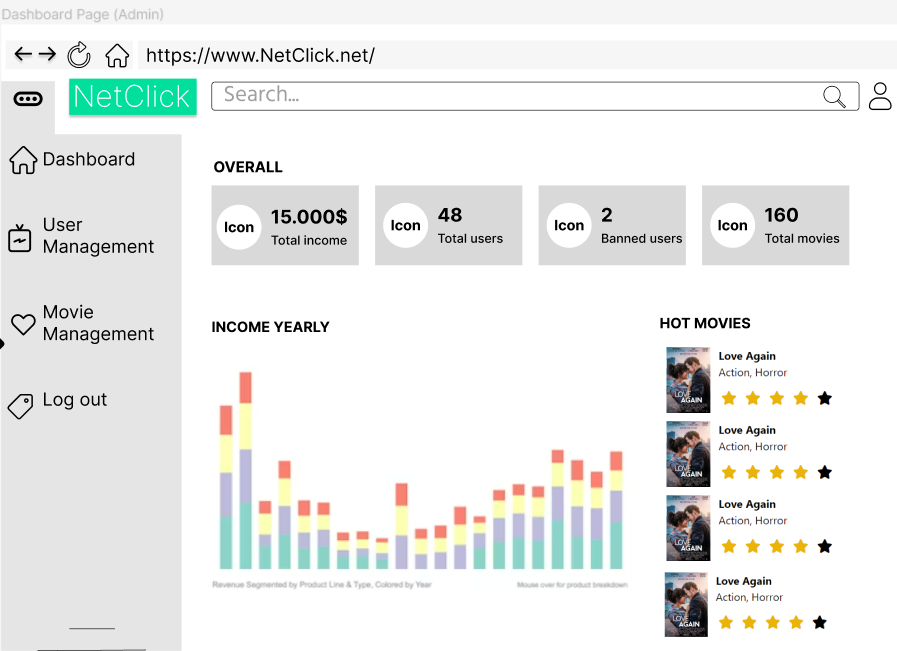 Dashboard Page (Admin)
https://www.NetClick.net/
NetClick
Search...
Dashboard
User
Management
Movie
Management
Log out
OVERALL
Icon
15.000$
Total income
Icon
48
Total users
Icon
2
Banned users
Icon
160
Total movies
INCOME YEARLY
Revenue Segmented by Product Line & Type, Colored by Year
Mouse over for product breakdown
HOT MOVIES
LOVE
AGAIN
Love Again
Action, Horror
LOVE
AGAIN
Love Again
Action, Horror
LOVE
AGAIN
Love Again
Action, Horror
LOVE
AGAIN
Love Again
Action, Horror